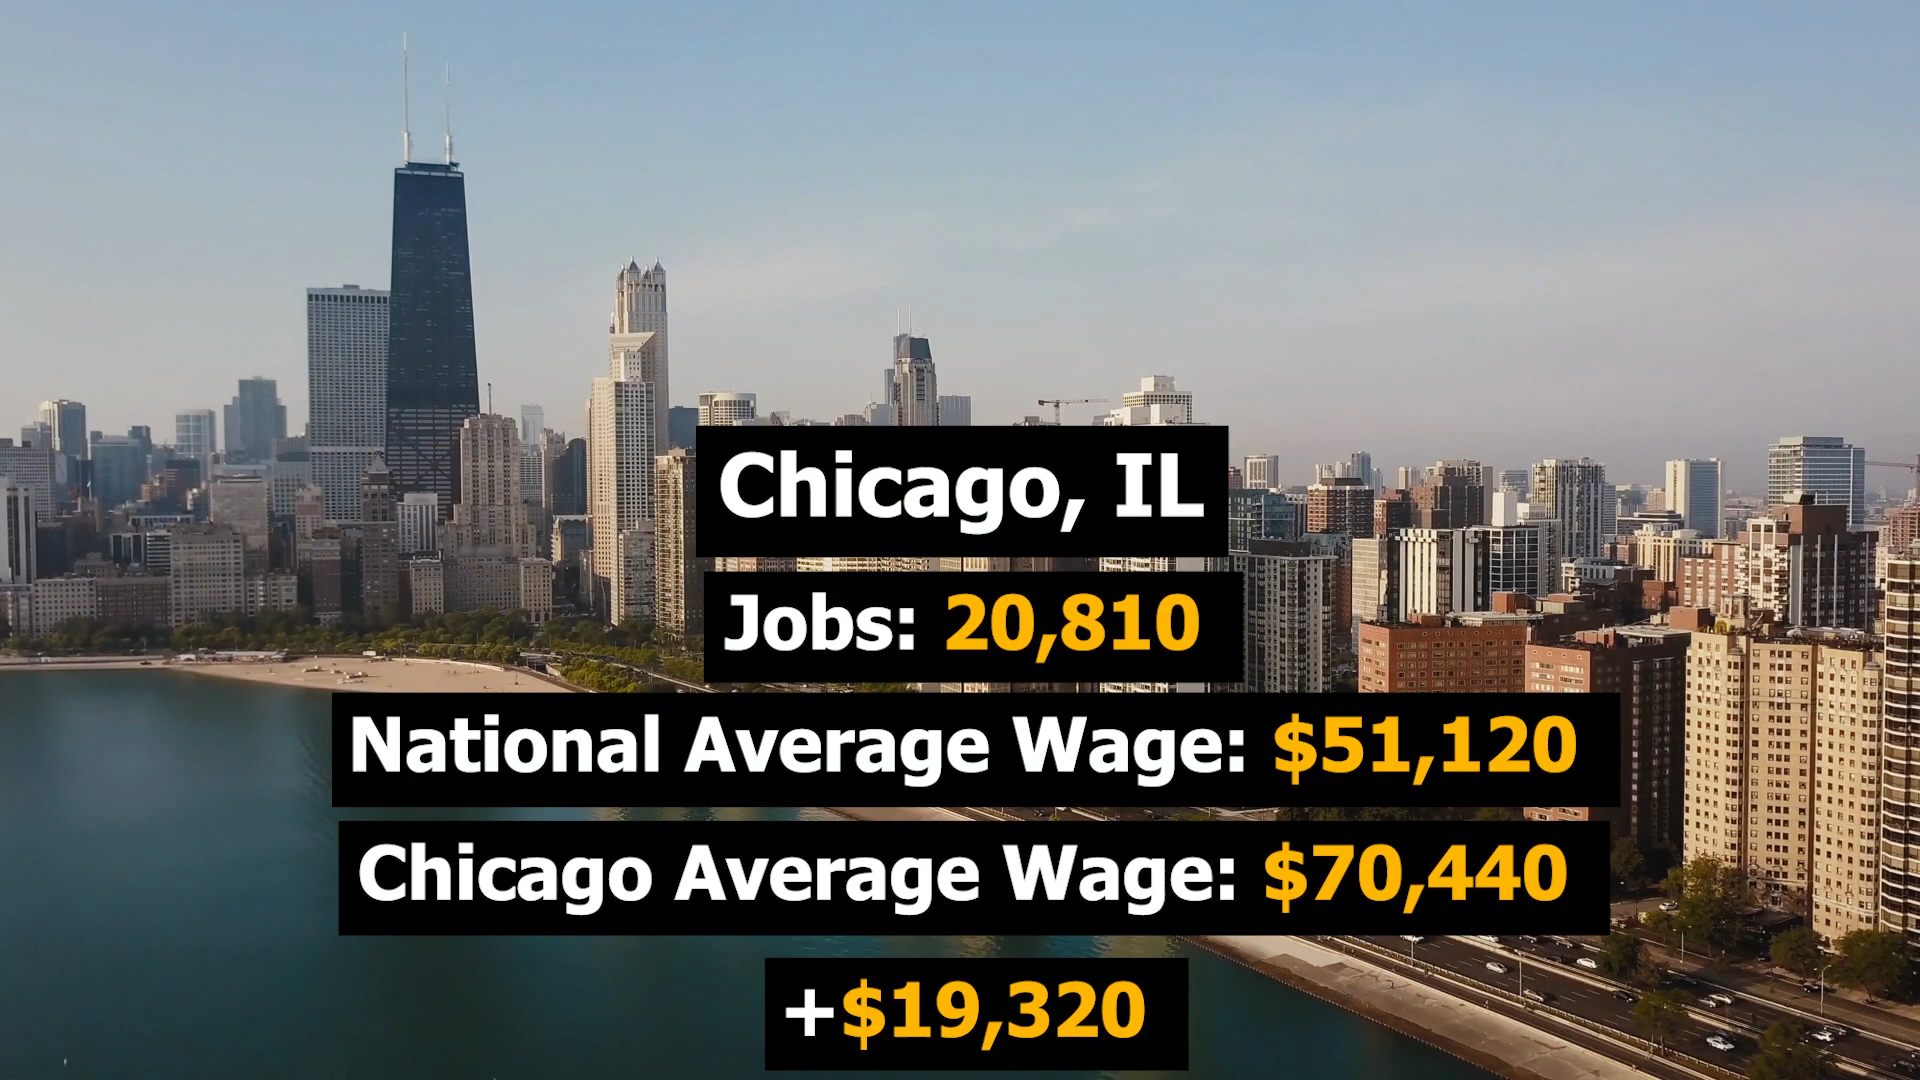 Chicago, IL
Jobs: 20,810
National Average Wage: $51,120
Chicago Average Wage: $70,440
+$19,320